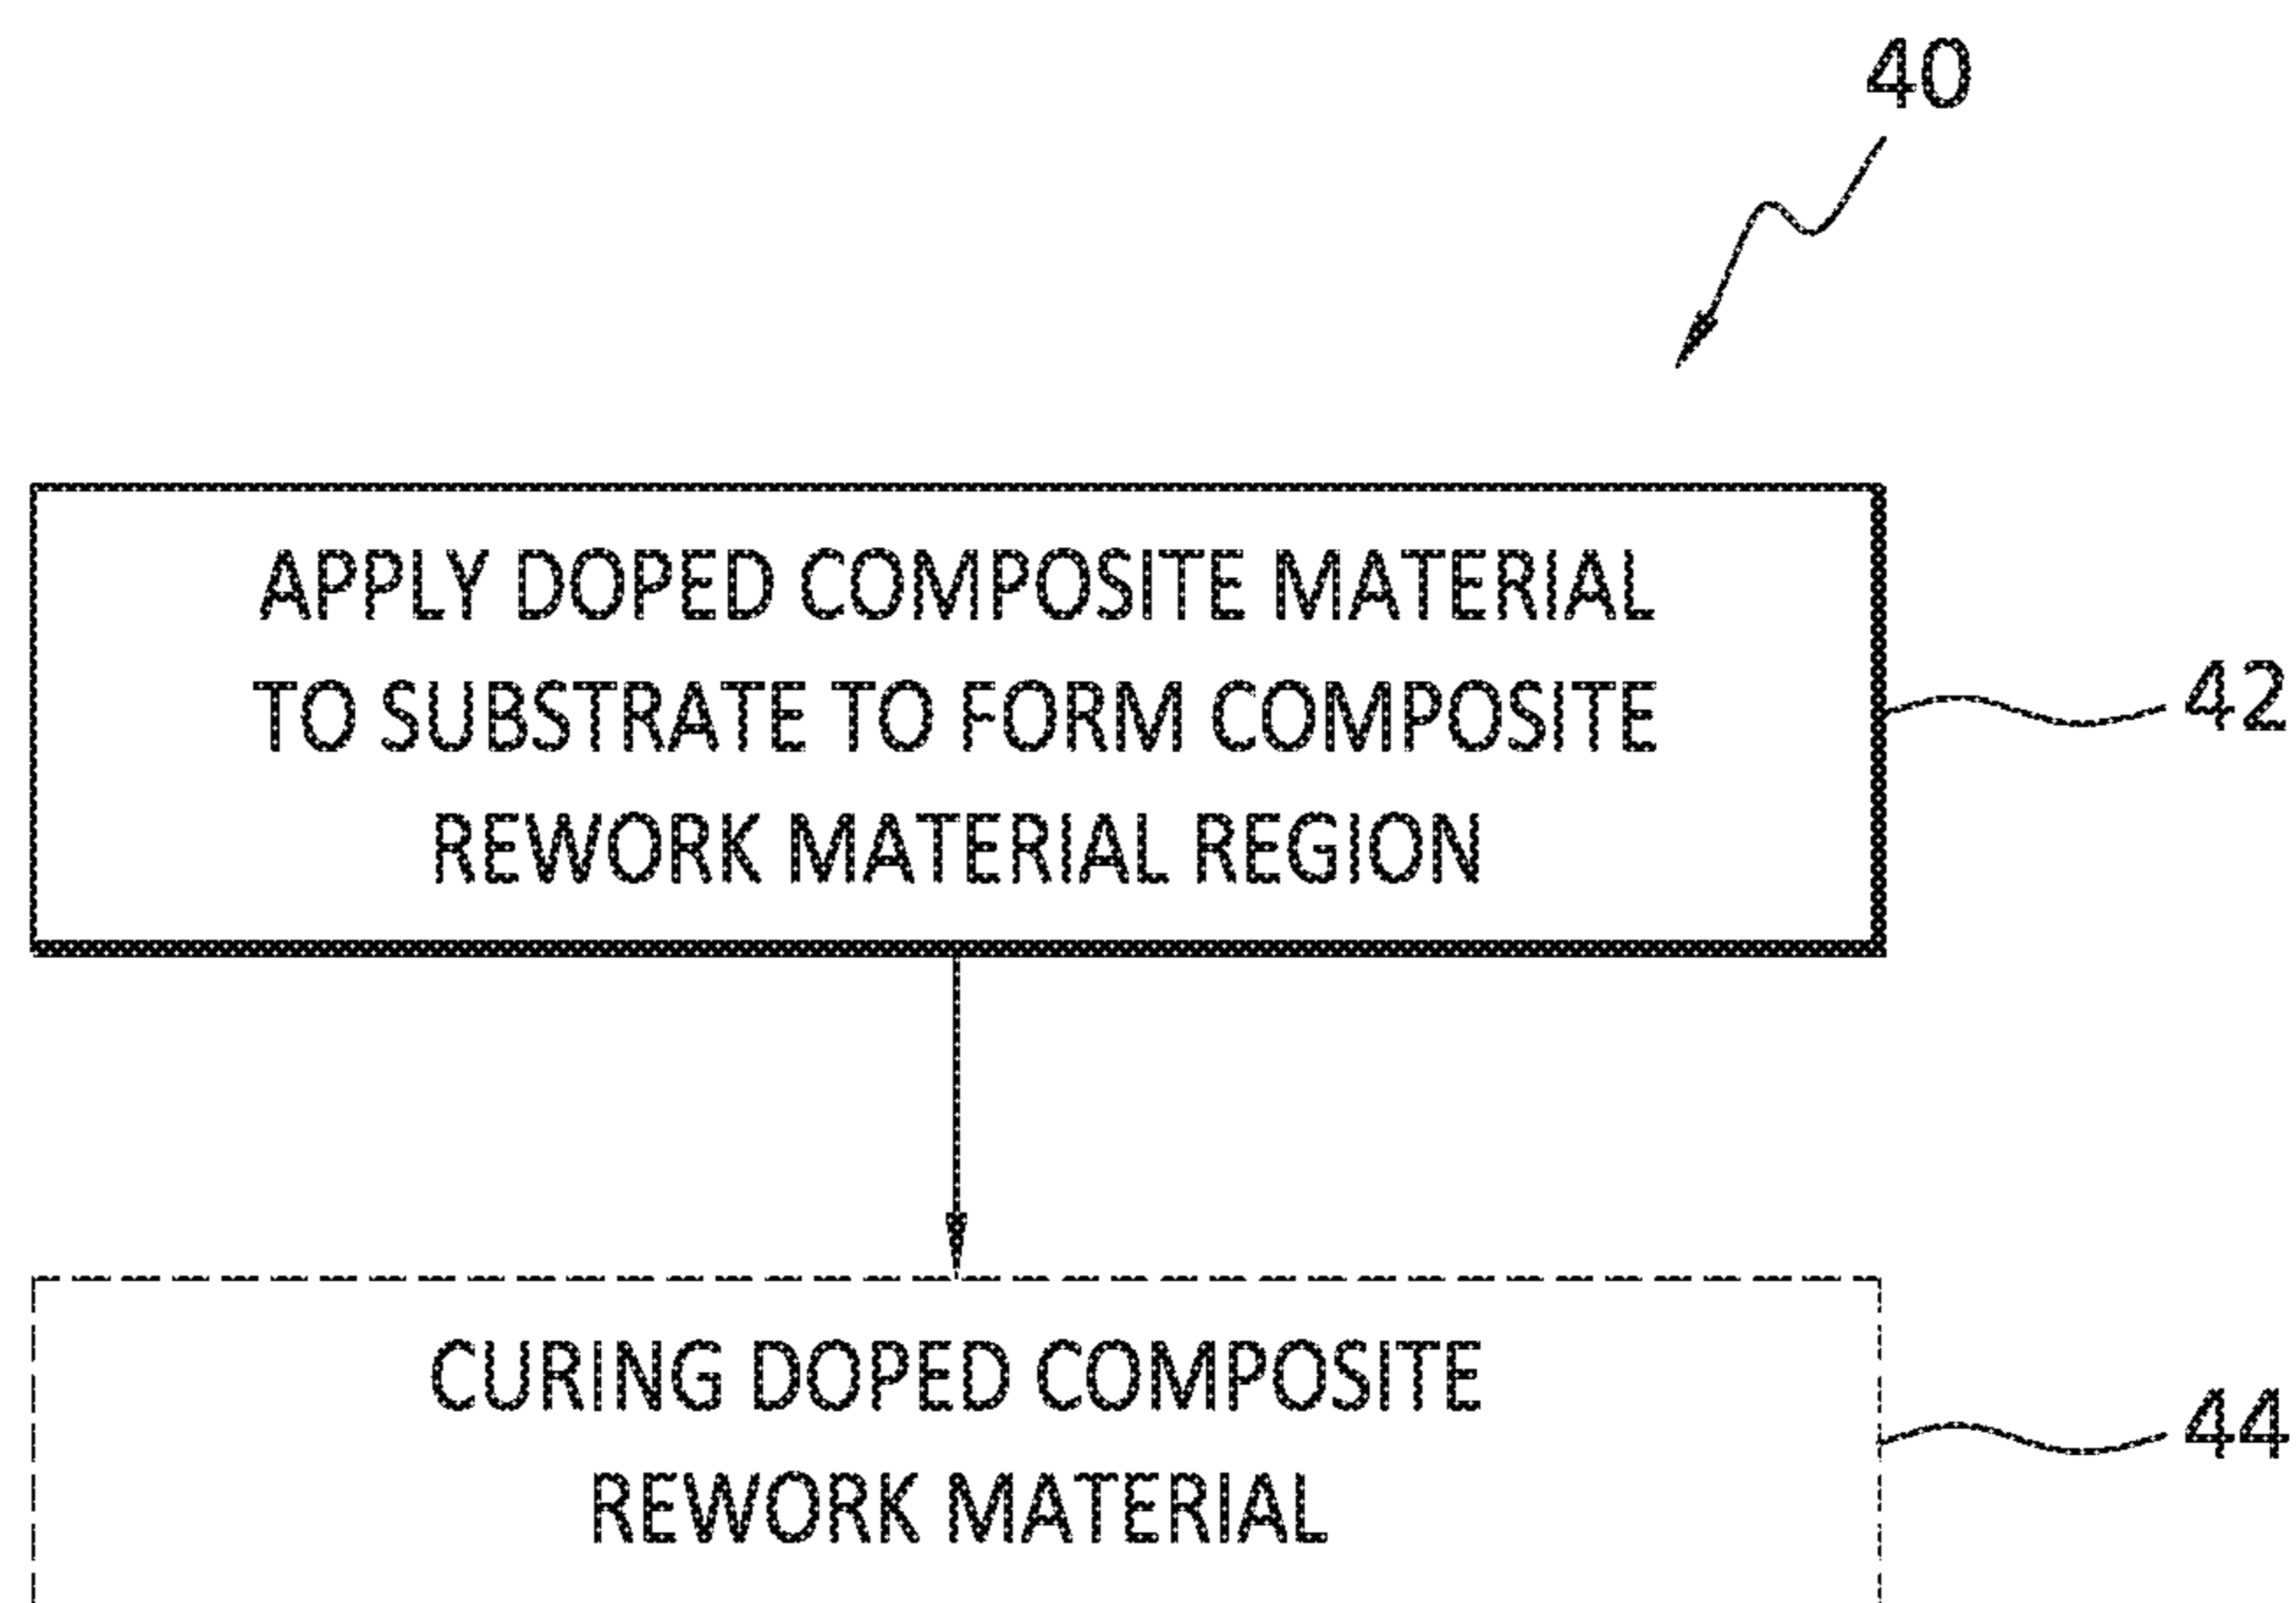 40
APPLY DOPED COMPOSITE MATERIAL
TO SUBSTRATE TO FORM COMPOSITE
REWORK MATERIAL REGION
42
CURING DOPED COMPOSITE
REWORK MATERIAL
44